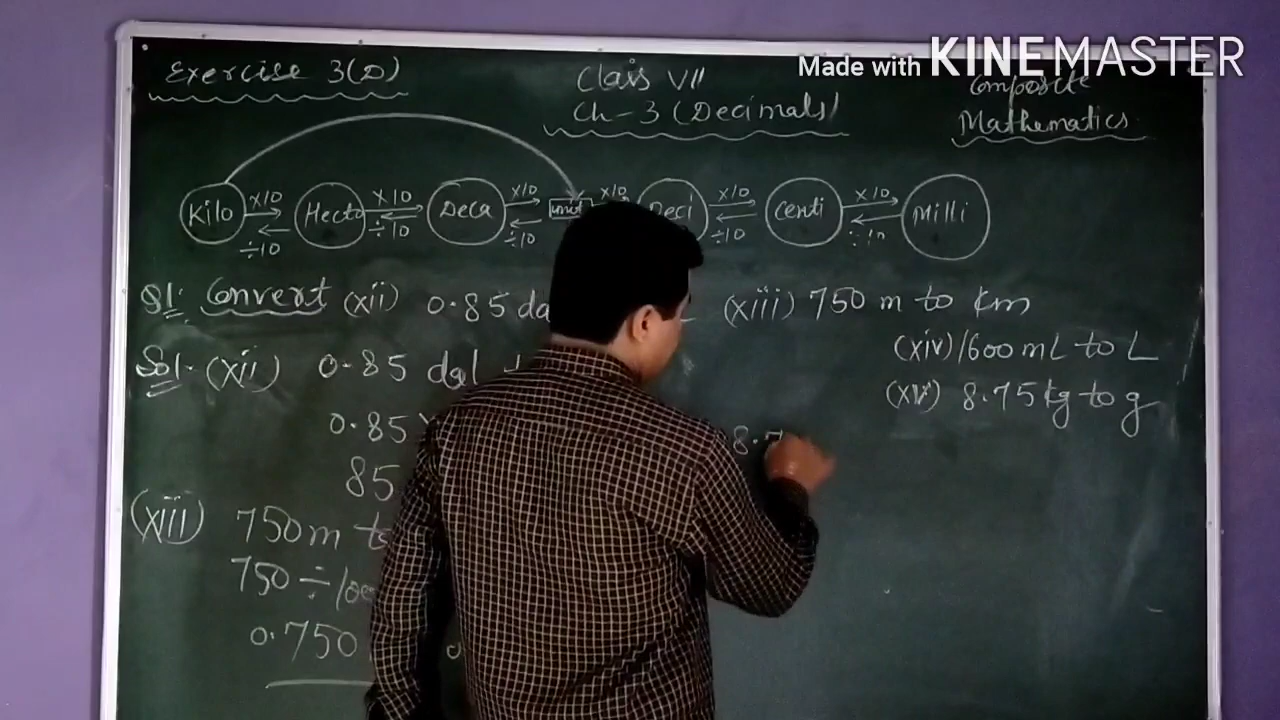 Made with KINEMASTER
Exercise 3(D)
Class VII
Ch-3 (Decimals)
Composite
Mathematics
×10 ×10 ×10 ×10 ×10 ×10
Kilo Hecto Deca unit Deci Centi Milli
÷10 ÷10 ÷10 ÷10 ÷10
Q1: Convert (xii) 0.85 da (xiii) 750 m to km
(xiv) 1600 mL to L
(xv) 8.75 kg to g
Sol. (xii) 0.85 dal
0.85
8.7
85
(xiii) 750m to
750 ÷ 100
0.750